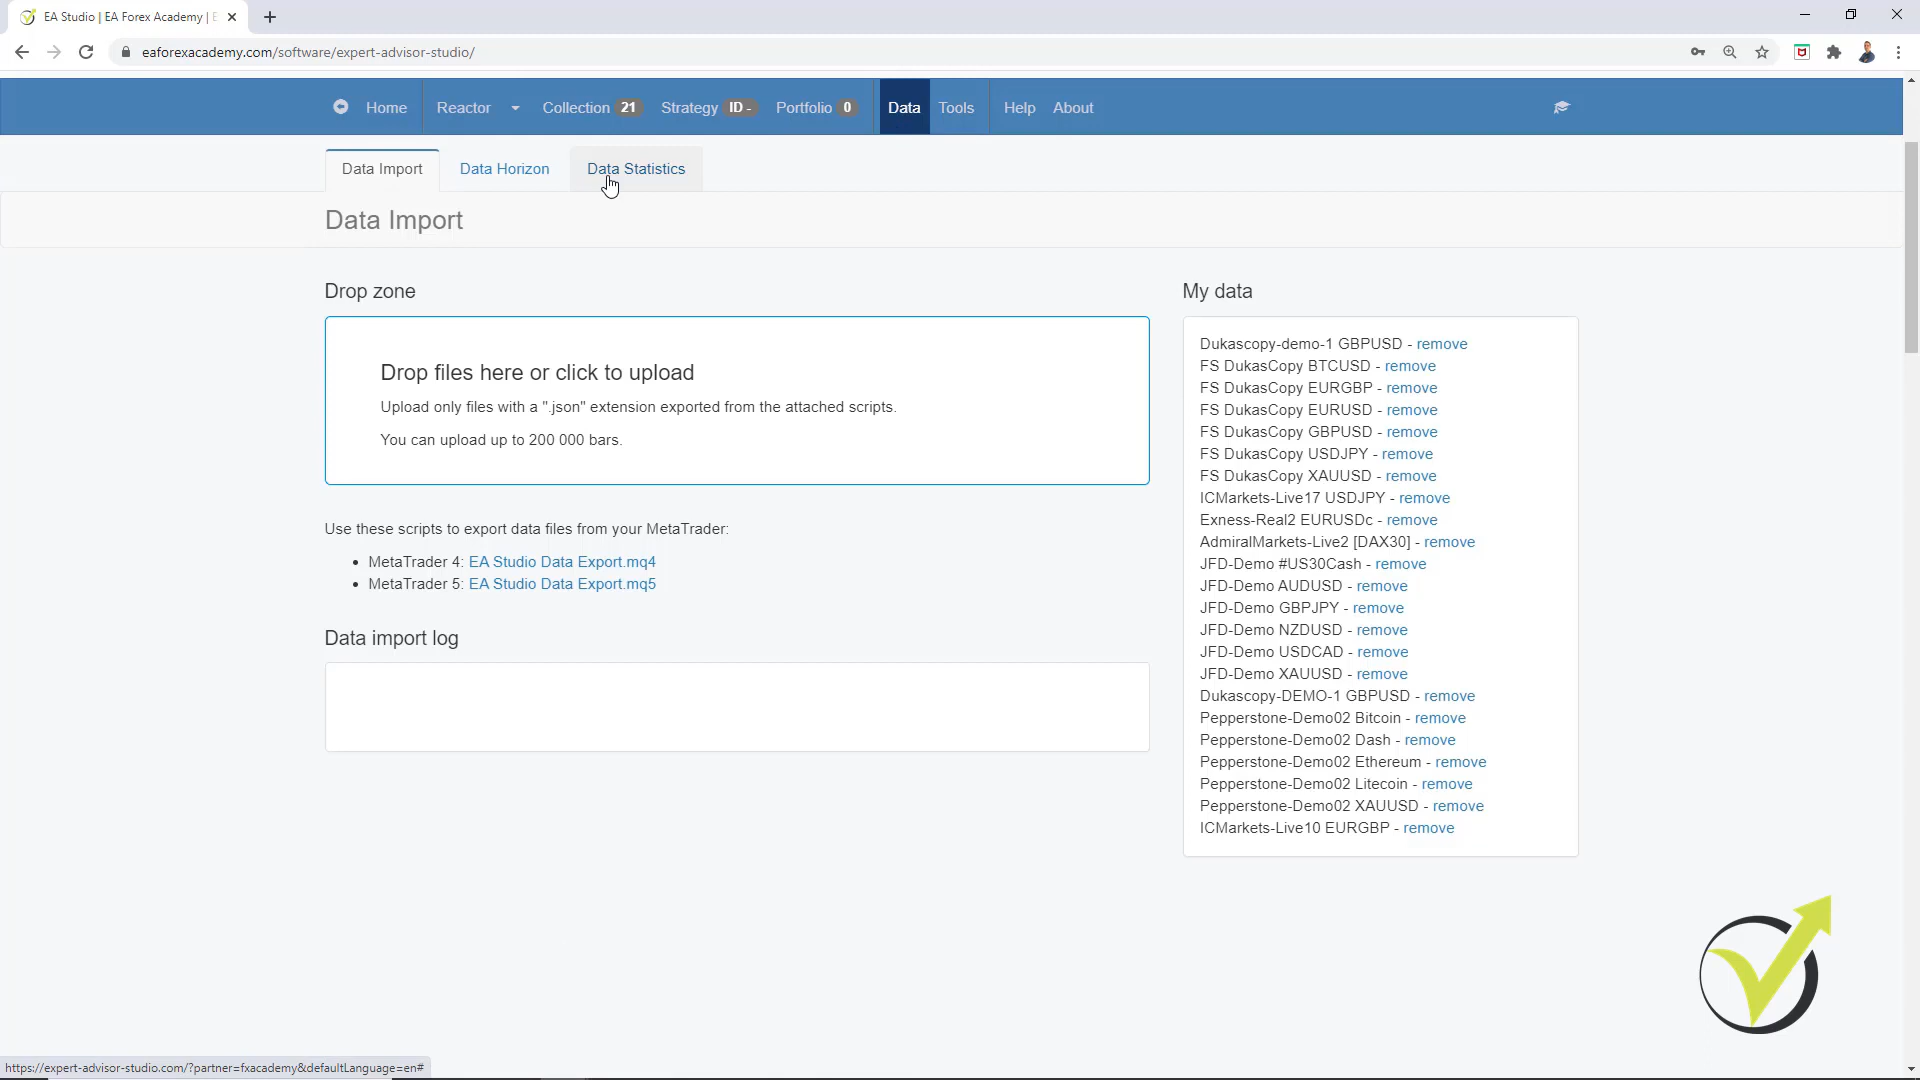 EA Studio | EA Forex Academy | E
eaforexacademy.com/software/expert-advisor-studio/
Home Reactor Collection 21 Strategy ID - Portfolio 0 Data Tools Help About
Data Import Data Horizon Data Statistics
Data Import
Drop zone
Drop files here or click to upload
Upload only files with a ".json" extension exported from the attached scripts.
You can upload up to 200 000 bars.
Use these scripts to export data files from your MetaTrader:
• MetaTrader 4: EA Studio Data Export.mq4
• MetaTrader 5: EA Studio Data Export.mq5
Data import log
My data
Dukascopy-demo-1 GBPUSD - remove
FS DukasCopy BTCUSD - remove
FS DukasCopy EURGBP - remove
FS DukasCopy EURUSD - remove
FS DukasCopy GBPUSD - remove
FS DukasCopy USDJPY - remove
FS DukasCopy XAUUSD - remove
ICMarkets-Live17 USDJPY - remove
Exness-Real2 EURUSDc - remove
AdmiralMarkets-Live2 [DAX30] - remove
JFD-Demo #US30Cash - remove
JFD-Demo AUDUSD - remove
JFD-Demo GBPJPY - remove
JFD-Demo NZDUSD - remove
JFD-Demo USDCAD - remove
JFD-Demo XAUUSD - remove
Dukascopy-DEMO-1 GBPUSD - remove
Pepperstone-Demo02 Bitcoin - remove
Pepperstone-Demo02 Dash - remove
Pepperstone-Demo02 Ethereum - remove
Pepperstone-Demo02 Litecoin - remove
Pepperstone-Demo02 XAUUSD - remove
ICMarkets-Live10 EURGBP - remove
https://expert-advisor-studio.com/?partner=fxacademy&defaultLanguage=en#